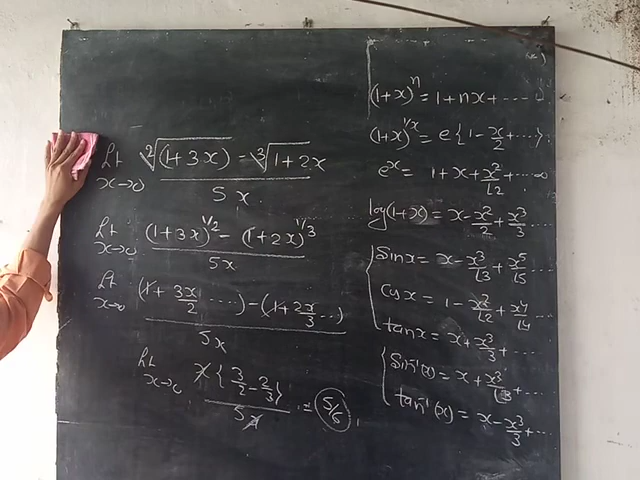 Lt x→0 ²√(1+3x) - ³√1+2x / 5x
Lt x→0 (1+3x)^1/2 - (1+2x)^1/3 / 5x
Lt x→0 (1+3x/2 ....) - (1+2x/3 ...) / 5x
Lt x→x x{3/2 - 2/3} / 5x = 5/6
(1+x)^n = 1+nx+.....
(1+x)^1/x = e{1-x/2+....}
e^x = 1+x+x²/⌊2+....∞
log(1+x) = x-x²/2+x³/3...
Sinx = x-x³/⌊3+x⁵/⌊5...
Cosx = 1-x²/⌊2+x⁴/⌊4...
tanx = x+x³/3+...
Sin⁻¹(x) = x+x³/⌊3+...
tan⁻¹(x) = x-x³/3+...